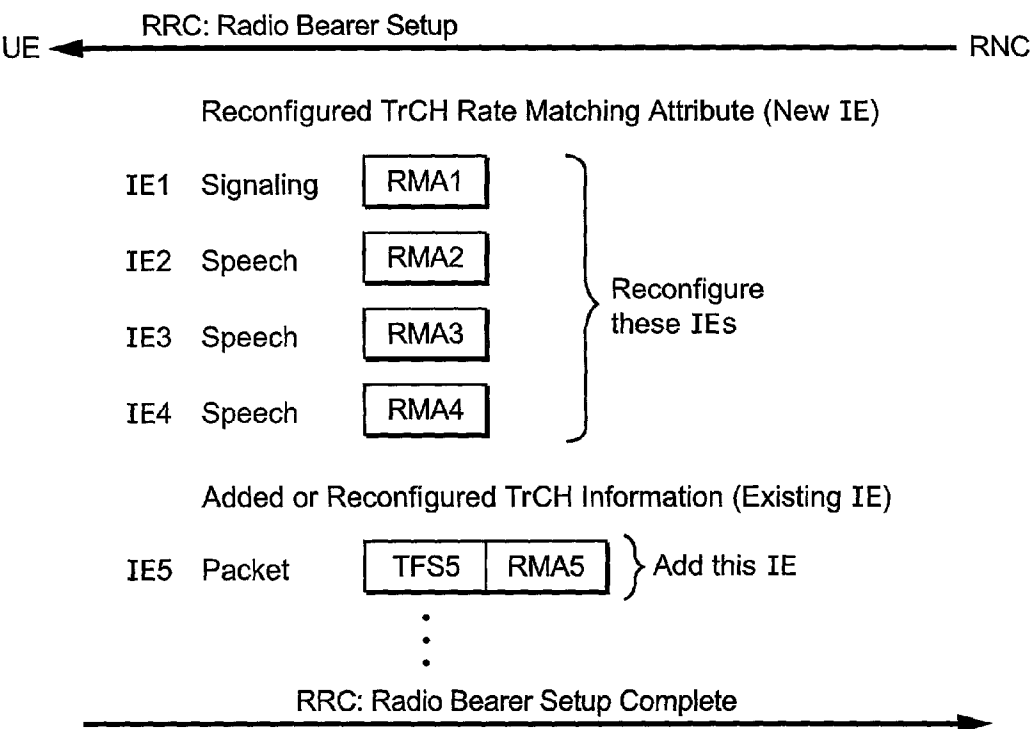 RRC: Radio Bearer Setup
UE RNC
Reconfigured TrCH Rate Matching Attribute (New IE)
IE1 Signaling RMA1
IE2 Speech RMA2
Reconfigure
these IEs
IE3 Speech RMA3
IE4 Speech RMA4
Added or Reconfigured TrCH Information (Existing IE)
IE5 Packet TFS5 RMA5 Add this IE
RRC: Radio Bearer Setup Complete